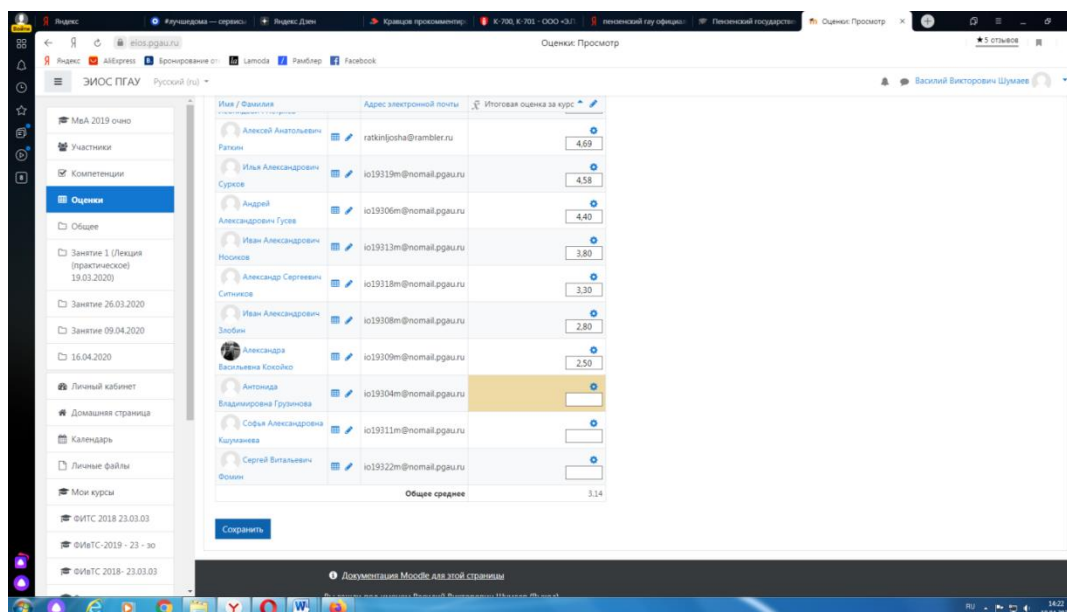 Войти
Яндекс
#лучшедома — сервисы
Яндекс Дзен
Кравцов прокомментиро
К-700, К-701 - ООО «ЗЛТ
пензенский гау официал
Пензенский государстве
Оценки: Просмотр
eios.pgau.ru
Оценки: Просмотр
★5 отзывов
Яндекс
AliExpress
Бронирование от
Lamoda
Рамблер
Facebook
ЭИОС ПГАУ
Русский (ru)
Василий Викторович Шумаев
МвА 2019 очно
Участники
Компетенции
Оценки
Общее
Занятие 1 (Лекция
(практическое)
19.03.2020)
Занятие 26.03.2020
Занятие 09.04.2020
16.04.2020
Личный кабинет
Домашняя страница
Календарь
Личные файлы
Мои курсы
ФИТС 2018 23.03.03
ФИвТС-2019 - 23 - зо
ФИвТС 2018- 23.03.03
Имя / Фамилия
Адрес электронной почты
Итоговая оценка за курс
Алексей Анатольевич
Раткин
ratkinljosha@rambler.ru
4,69
Илья Александрович
Сурков
io19319m@nomail.pgau.ru
4,58
Андрей
Александрович Гусев
io19306m@nomail.pgau.ru
4,40
Иван Александрович
Носиков
io19313m@nomail.pgau.ru
3,80
Александр Сергеевич
Ситников
io19318m@nomail.pgau.ru
3,30
Иван Александрович
Злобин
io19308m@nomail.pgau.ru
2,80
Александра
Васильевна Кокойко
io19309m@nomail.pgau.ru
2,50
Антонида
Владимировна Грузинова
io19304m@nomail.pgau.ru
Софья Александровна
Кшуманева
io19311m@nomail.pgau.ru
Сергей Витальевич
Фомин
io19322m@nomail.pgau.ru
Общее среднее
3,14
Сохранить
Документация Moodle для этой страницы
RU
14:22